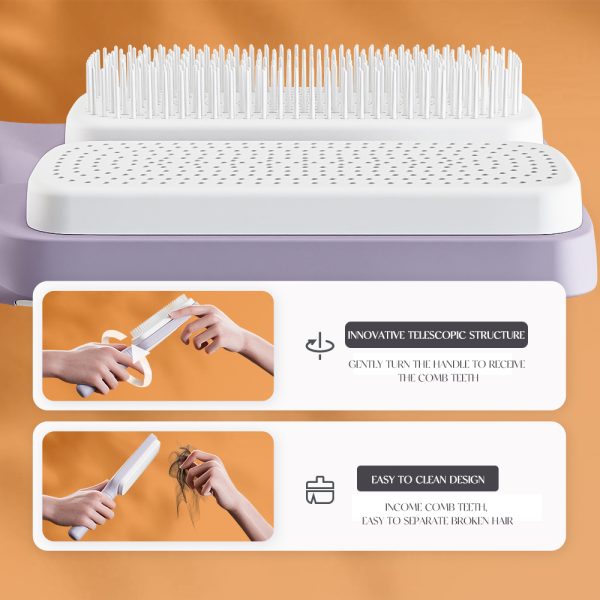 INNOVATIVE TELESCOPIC STRUCTURE
GENTLY TURN THE HANDLE TO RECEIVE
THE COMB TEETH
EASY TO CLEAN DESIGN
INCOME COMB TEETH,
EASY TO SEPARATE BROKEN HAIR